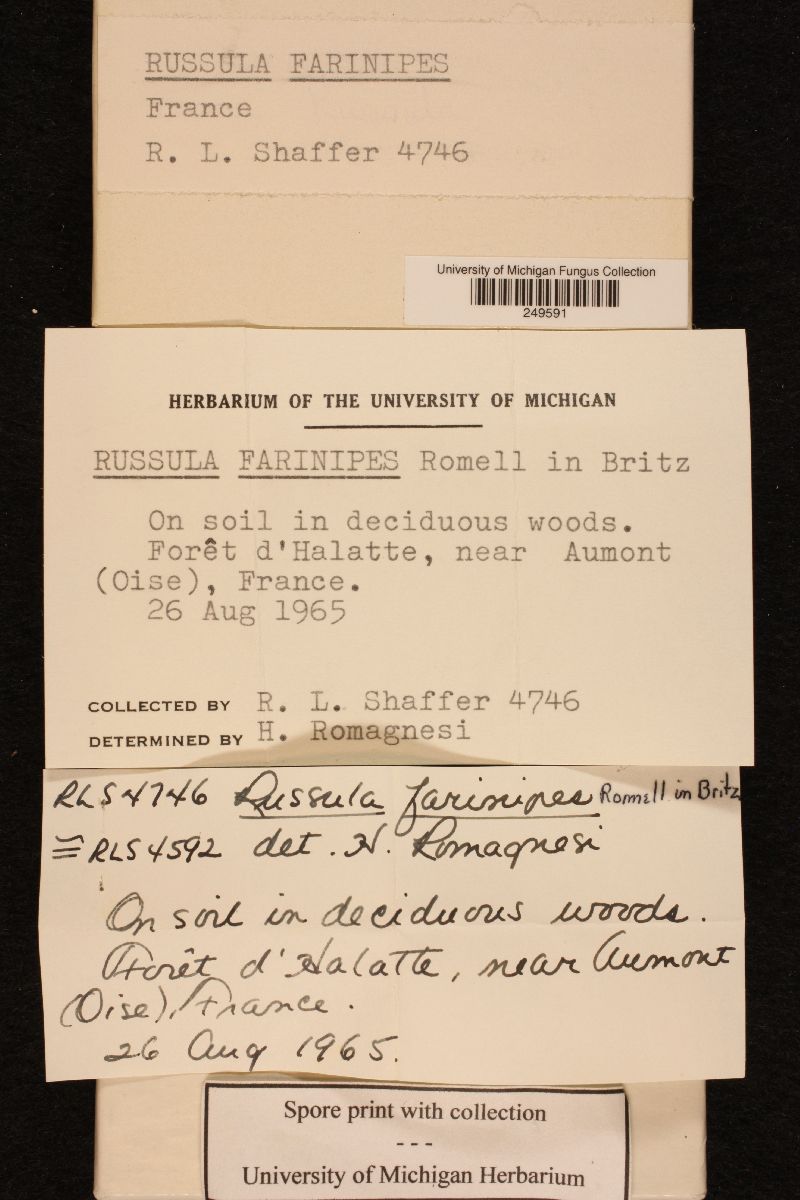 RUSSULA FARINIPES
France
R. L. Shaffer 4746
University of Michigan Fungus Collection
249591
HERBARIUM OF THE UNIVERSITY OF MICHIGAN
RUSSULA FARINIPES Romell in Britz
On soil in deciduous woods.
Forêt d'Halatte, near Aumont
(Oise), France.
26 Aug 1965
COLLECTED BY R. L. Shaffer 4746
DETERMINED BY H. Romagnesi
RLS 4746 Russula farinipes Romell in Britz
≅ RLS 4592 det. H. Romagnesi
On soil in deciduous woods.
Forêt d'Halatte, near Aumont
(Oise), France.
26 Aug 1965.
Spore print with collection
---
University of Michigan Herbarium